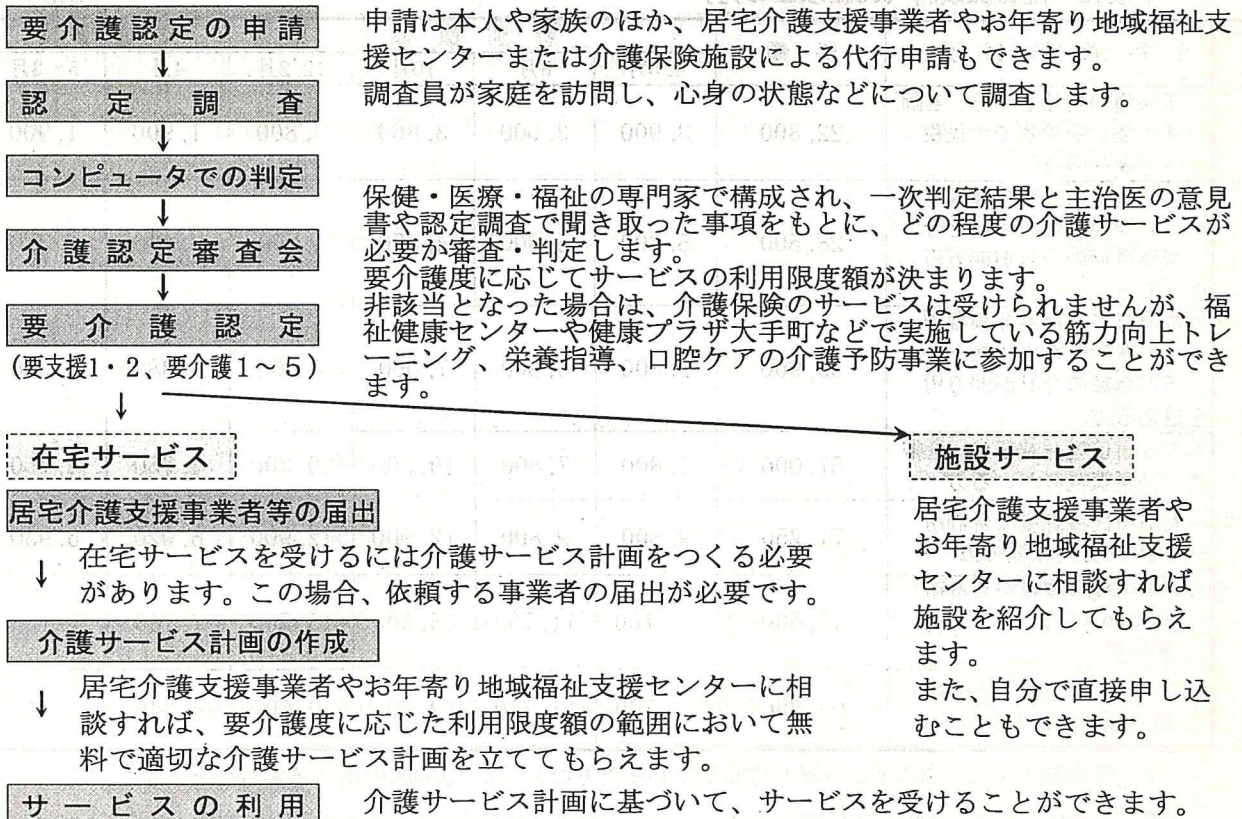 要介護認定の申請
申請は本人や家族のほか、居宅介護支援事業者やお年寄り地域福祉支
援センターまたは介護保険施設による代行申請もできます。
認定調査
調査員が家庭を訪問し、心身の状態などについて調査します。
コンピュータでの判定
介護認定審査会
保健・医療・福祉の専門家で構成され、一次判定結果と主治医の意見
書や認定調査で聞き取った事項をもとに、どの程度の介護サービスが
必要か審査・判定します。
要介護度に応じてサービスの利用限度額が決まります。
要介護認定
(要支援1・2、要介護1～5)
非該当となった場合は、介護保険のサービスは受けられませんが、福
祉健康センターや健康プラザ大手町などで実施している筋力向上トレ
ーニング、栄養指導、口腔ケアの介護予防事業に参加することができ
ます。
在宅サービス
居宅介護支援事業者等の届出
在宅サービスを受けるには介護サービス計画をつくる必要
があります。この場合、依頼する事業者の届出が必要です。
介護サービス計画の作成
居宅介護支援事業者やお年寄り地域福祉支援センターに相
談すれば、要介護度に応じた利用限度額の範囲において無
料で適切な介護サービス計画を立ててもらえます。
サービスの利用
介護サービス計画に基づいて、サービスを受けることができます。
施設サービス
居宅介護支援事業者や
お年寄り地域福祉支援
センターに相談すれば
施設を紹介してもらえ
ます。
また、自分で直接申し込
むこともできます。